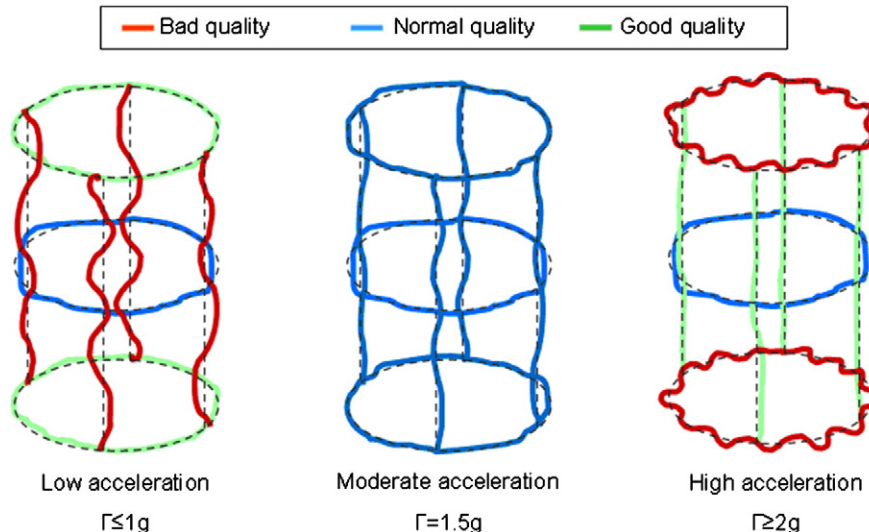 Bad quality Normal quality Good quality
Low acceleration Moderate acceleration High acceleration
Γ≤1g Γ=1.5g Γ≥2g